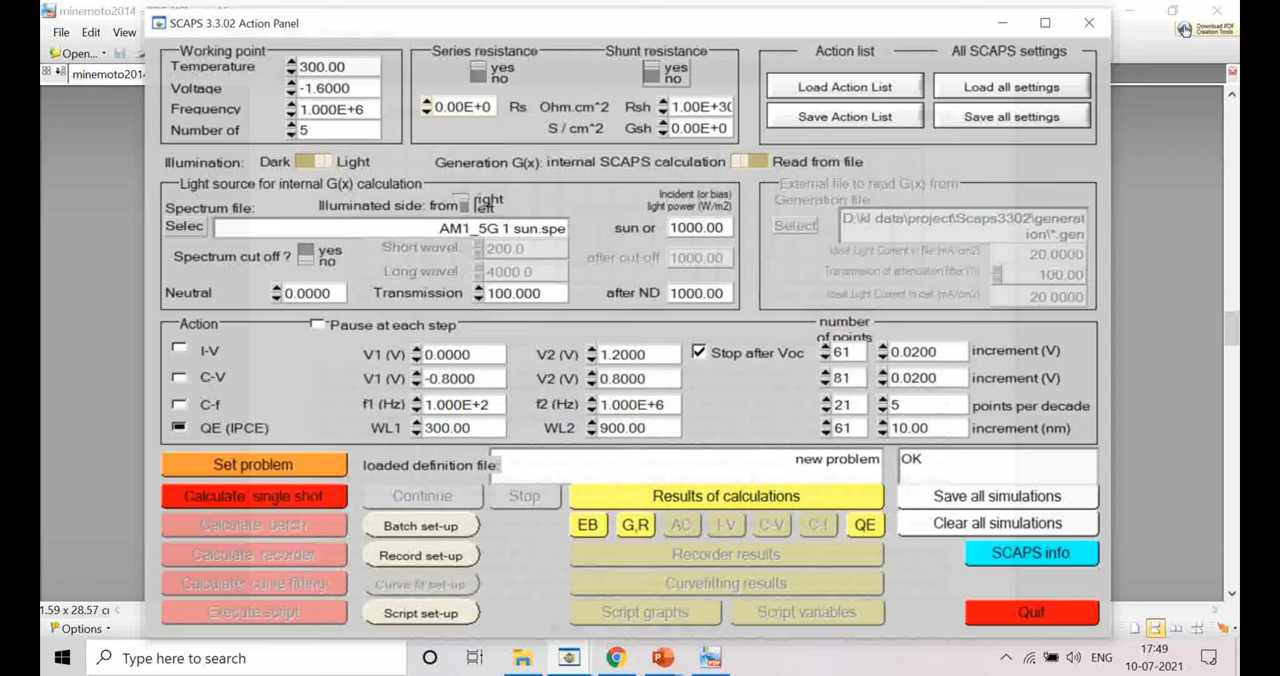 minemoto2014
SCAPS 3.3.02 Action Panel
File Edit View
Download PDF
Creation Tools
Open...
minemoto2014
Working point
Temperature 300.00
Voltage -1.6000
Frequency 1.000E+6
Number of 5
Series resistance
yes
no
Shunt resistance
yes
no
0.00E+0 Rs Ohm.cm^2 Rsh 1.00E+30
S / cm^2 Gsh 0.00E+0
Action list
Load Action List
Save Action List
All SCAPS settings
Load all settings
Save all settings
Illumination: Dark Light
Generation G(x): internal SCAPS calculation Read from file
Light source for internal G(x) calculation
Spectrum file:
Illuminated side: from right
left
Incident (or bias)
light power (W/m2)
Selec AM1_5G 1 sun.spe sun or 1000.00
Spectrum cut off ? yes
no
Short wavel. 200.0
Long wavel 4000.0
after cut-off 1000.00
Neutral 0.0000 Transmission 100.000 after ND 1000.00
External file to read G(x) from
Generation file
Select D:\kl data\project\Scaps3302\generat
ion\*.gen
Ideal Light Current in file (mA/cm2) 20.0000
Transmission of attenuation filter (%) 100.00
Ideal Light Current in cell (mA/cm2) 20.0000
Action Pause at each step number
of points
I-V V1 (V) 0.0000 V2 (V) 1.2000 Stop after Voc 61 0.0200 increment (V)
C-V V1 (V) -0.8000 V2 (V) 0.8000 81 0.0200 increment (V)
C-f f1 (Hz) 1.000E+2 f2 (Hz) 1.000E+6 21 5 points per decade
QE (IPCE) WL1 300.00 WL2 900.00 61 10.00 increment (nm)
Set problem loaded definition file: new problem OK
Calculate single shot Continue Stop Results of calculations Save all simulations
Calculate batch Batch set-up EB G,R AC I-V C-V C-f QE Clear all simulations
Calculate recorder Record set-up Recorder results SCAPS info
Calculate curve fitting Curve fit set-up Curvefitting results
Execute script Script set-up Script graphs Script variables Quit
1.59 x 28.57 c
Options
Type here to search
ENG
17:49
10-07-2021